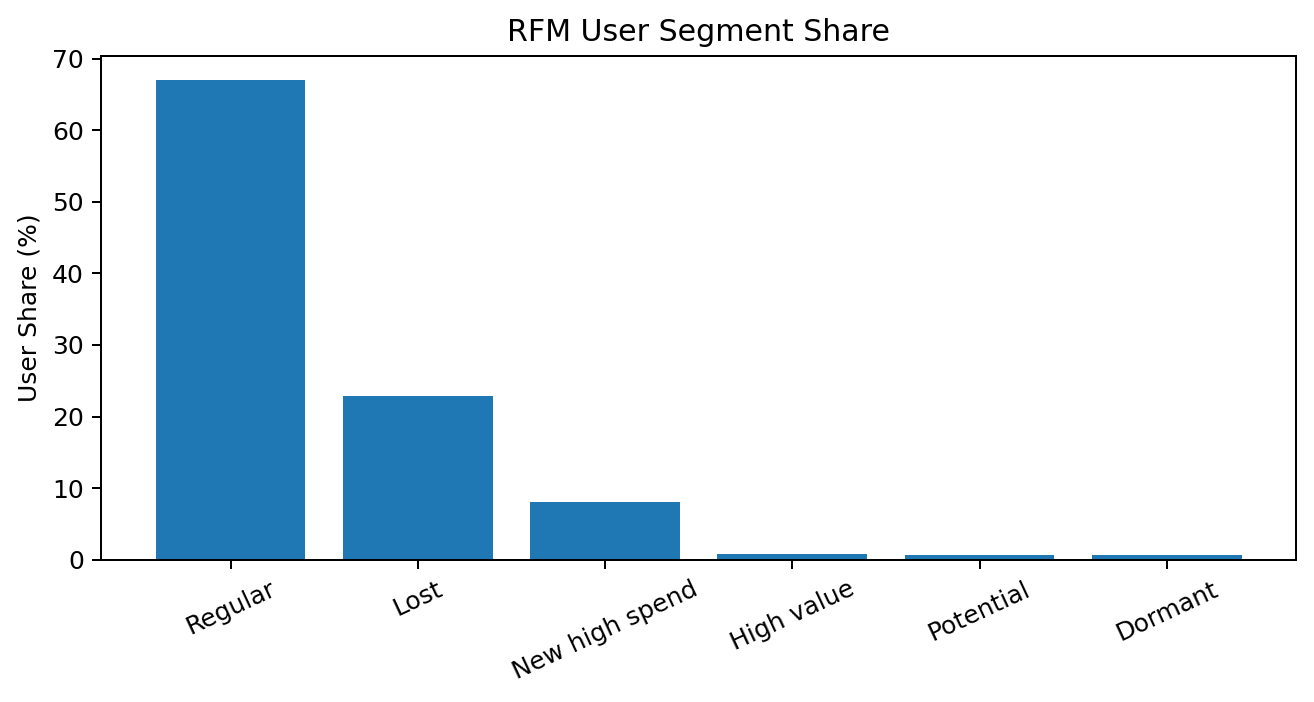 RFM User Segment Share
User Share (%)
70
60
50
40
30
20
10
0
Regular
Lost
New high spend
High value
Potential
Dormant